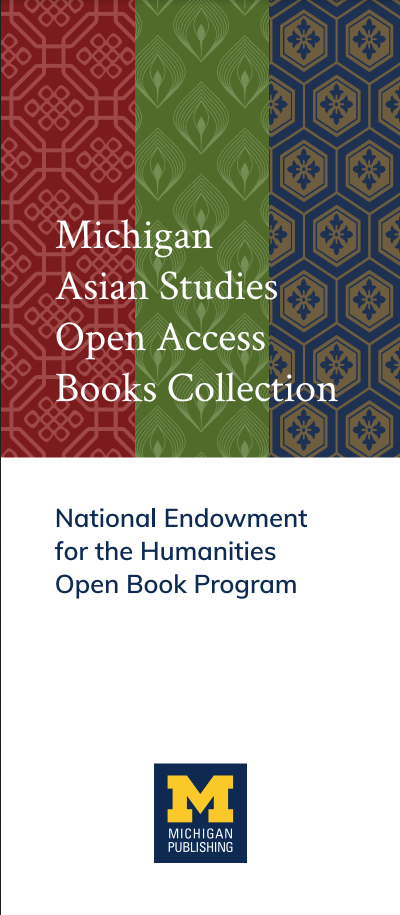 Michigan
Asian Studies
Open Access
Books Collection
National Endowment
for the Humanities
Open Book Program
M
MICHIGAN
PUBLISHING